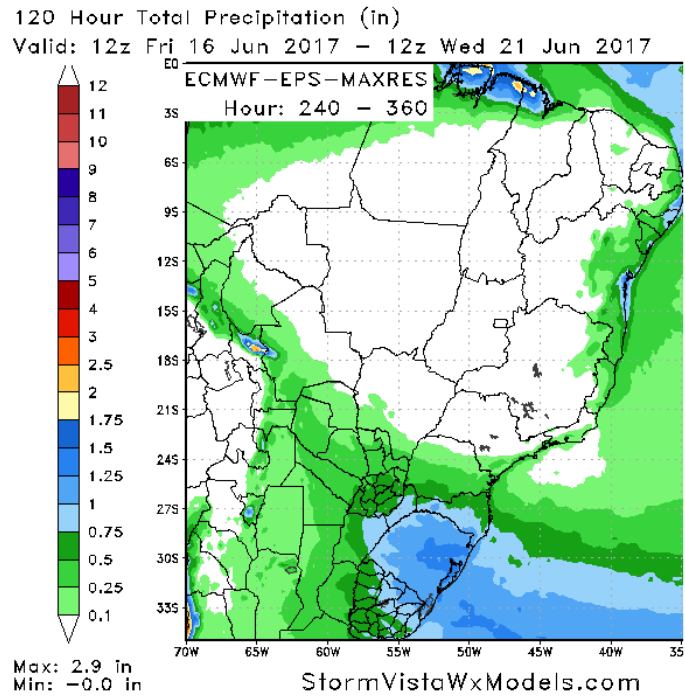 120 Hour Total Precipitation (in)
Valid: 12z Fri 16 Jun 2017 – 12z Wed 21 Jun 2017
ECMWF-EPS-MAXRES
Hour: 240 – 360
12
11
10
9
8
7
6
5
4
3
2.5
2
1.75
1.5
1.25
1
0.75
0.5
0.25
0.1
E0
3S
6S
9S
12S
15S
18S
21S
24S
27S
30S
33S
70W 65W 60W 55W 50W 45W 40W 35W
Max: 2.9 in
Min: -0.0 in
StormVistaWxModels.com